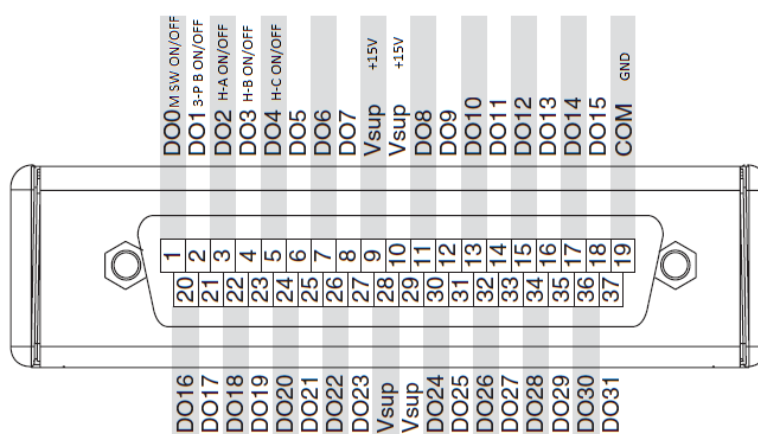 DO0 M SW ON/OFF
DO1 3-P B ON/OFF
DO2 H-A ON/OFF
DO3 H-B ON/OFF
DO4 H-C ON/OFF
DO5
DO6
DO7
Vsup +15V
Vsup +15V
DO8
DO9
DO10
DO11
DO12
DO13
DO14
DO15
COM GND
1 2 3 4 5 6 7 8 9 10 11 12 13 14 15 16 17 18 19
20 21 22 23 24 25 26 27 28 29 30 31 32 33 34 35 36 37
DO16
DO17
DO18
DO19
DO20
DO21
DO22
DO23
Vsup
Vsup
DO24
DO25
DO26
DO27
DO28
DO29
DO30
DO31